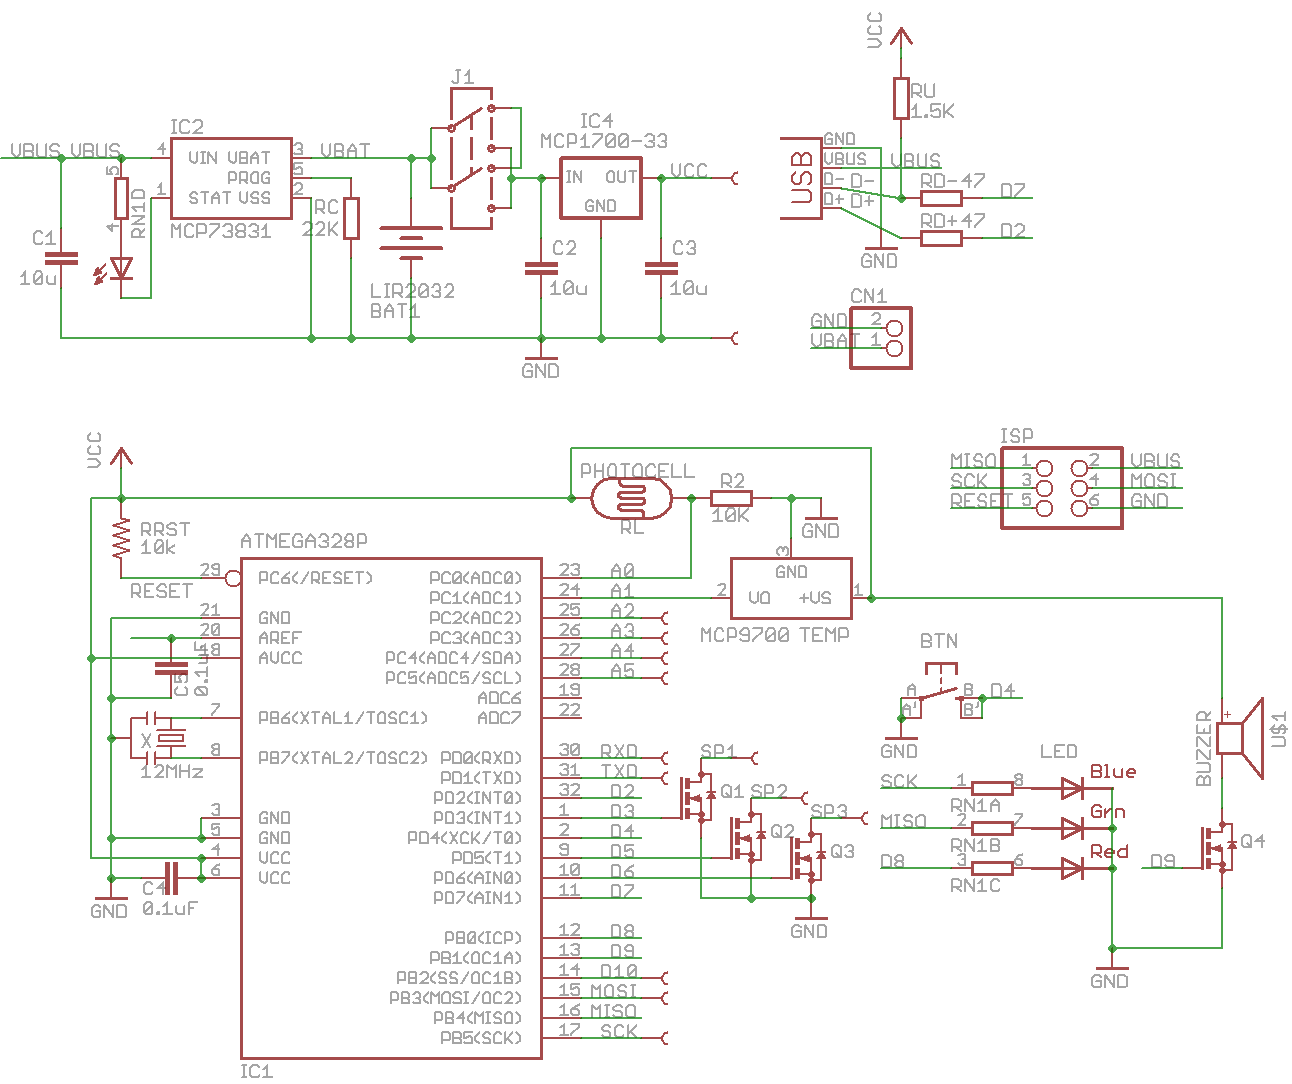 VCC
J1
RU
1.5K
IC2
IC4
MCP1700-33
VBUS VBUS
4 VIN VBAT 3 VBAT
PROG 5
1 STAT VSS 2
MCP73831
5
RN1D
4
RC
22K
IN OUT
GND
VCC
USB
GND
VBUS VBUS
D- D-
D+ D+
RD-47 D7
RD+47 D2
GND
C1
10u
C2
10u
C3
10u
LIR2032
BAT1
GND
CN1
GND 2
VBAT 1
VCC
PHOTOCELL
RL
R2
10K
GND
ISP
MISO 1 2 VBUS
SCK 3 4 MOSI
RESET 5 6 GND
RRST
10k
RESET
ATMEGA328P
29 PC6(/RESET) PC0(ADC0) 23 A0
PC1(ADC1) 24 A1
21 GND PC2(ADC2) 25 A2
20 AREF PC3(ADC3) 26 A3
18 AVCC PC4(ADC4/SDA) 27 A4
PC5(ADC5/SCL) 28 A5
ADC6 19
7 PB6(XTAL1/TOSC1) ADC7 22
8 PB7(XTAL2/TOSC2) PD0(RXD) 30 RXD
PD1(TXD) 31 TXD
PD2(INT0) 32 D2
3 GND PD3(INT1) 1 D3
5 GND PD4(XCK/T0) 2 D4
4 VCC PD5(T1) 9 D5
6 VCC PD6(AIN0) 10 D6
PD7(AIN1) 11 D7
PB0(ICP) 12 D8
PB1(OC1A) 13 D9
PB2(SS/OC1B) 14 D10
PB3(MOSI/OC2) 15 MOSI
PB4(MISO) 16 MISO
PB5(SCK) 17 SCK
IC1
C5
0.1uF
X
12MHz
C4
0.1uF
GND
3
GND
2 VO +VS 1
MCP9700 TEMP
SP1
Q1
SP2
Q2
SP3
Q3
GND
BTN
A B D4
A' B'
GND
LED
SCK 1 8 Blue
RN1A
MISO 2 7 Grn
RN1B
D8 3 6 Red
RN1C
GND
BUZZER
+
U$1
D9
Q4